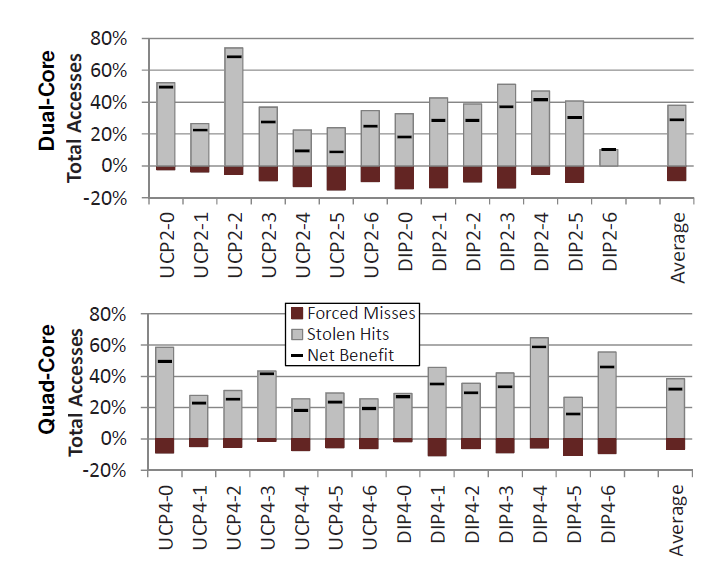 Dual-Core
Total Accesses
80%
60%
40%
20%
0%
-20%
UCP2-0
UCP2-1
UCP2-2
UCP2-3
UCP2-4
UCP2-5
UCP2-6
DIP2-0
DIP2-1
DIP2-2
DIP2-3
DIP2-4
DIP2-5
DIP2-6
Average
Quad-Core
Total Accesses
80%
60%
40%
20%
0%
-20%
Forced Misses
Stolen Hits
Net Benefit
UCP4-0
UCP4-1
UCP4-2
UCP4-3
UCP4-4
UCP4-5
UCP4-6
DIP4-0
DIP4-1
DIP4-2
DIP4-3
DIP4-4
DIP4-5
DIP4-6
Average